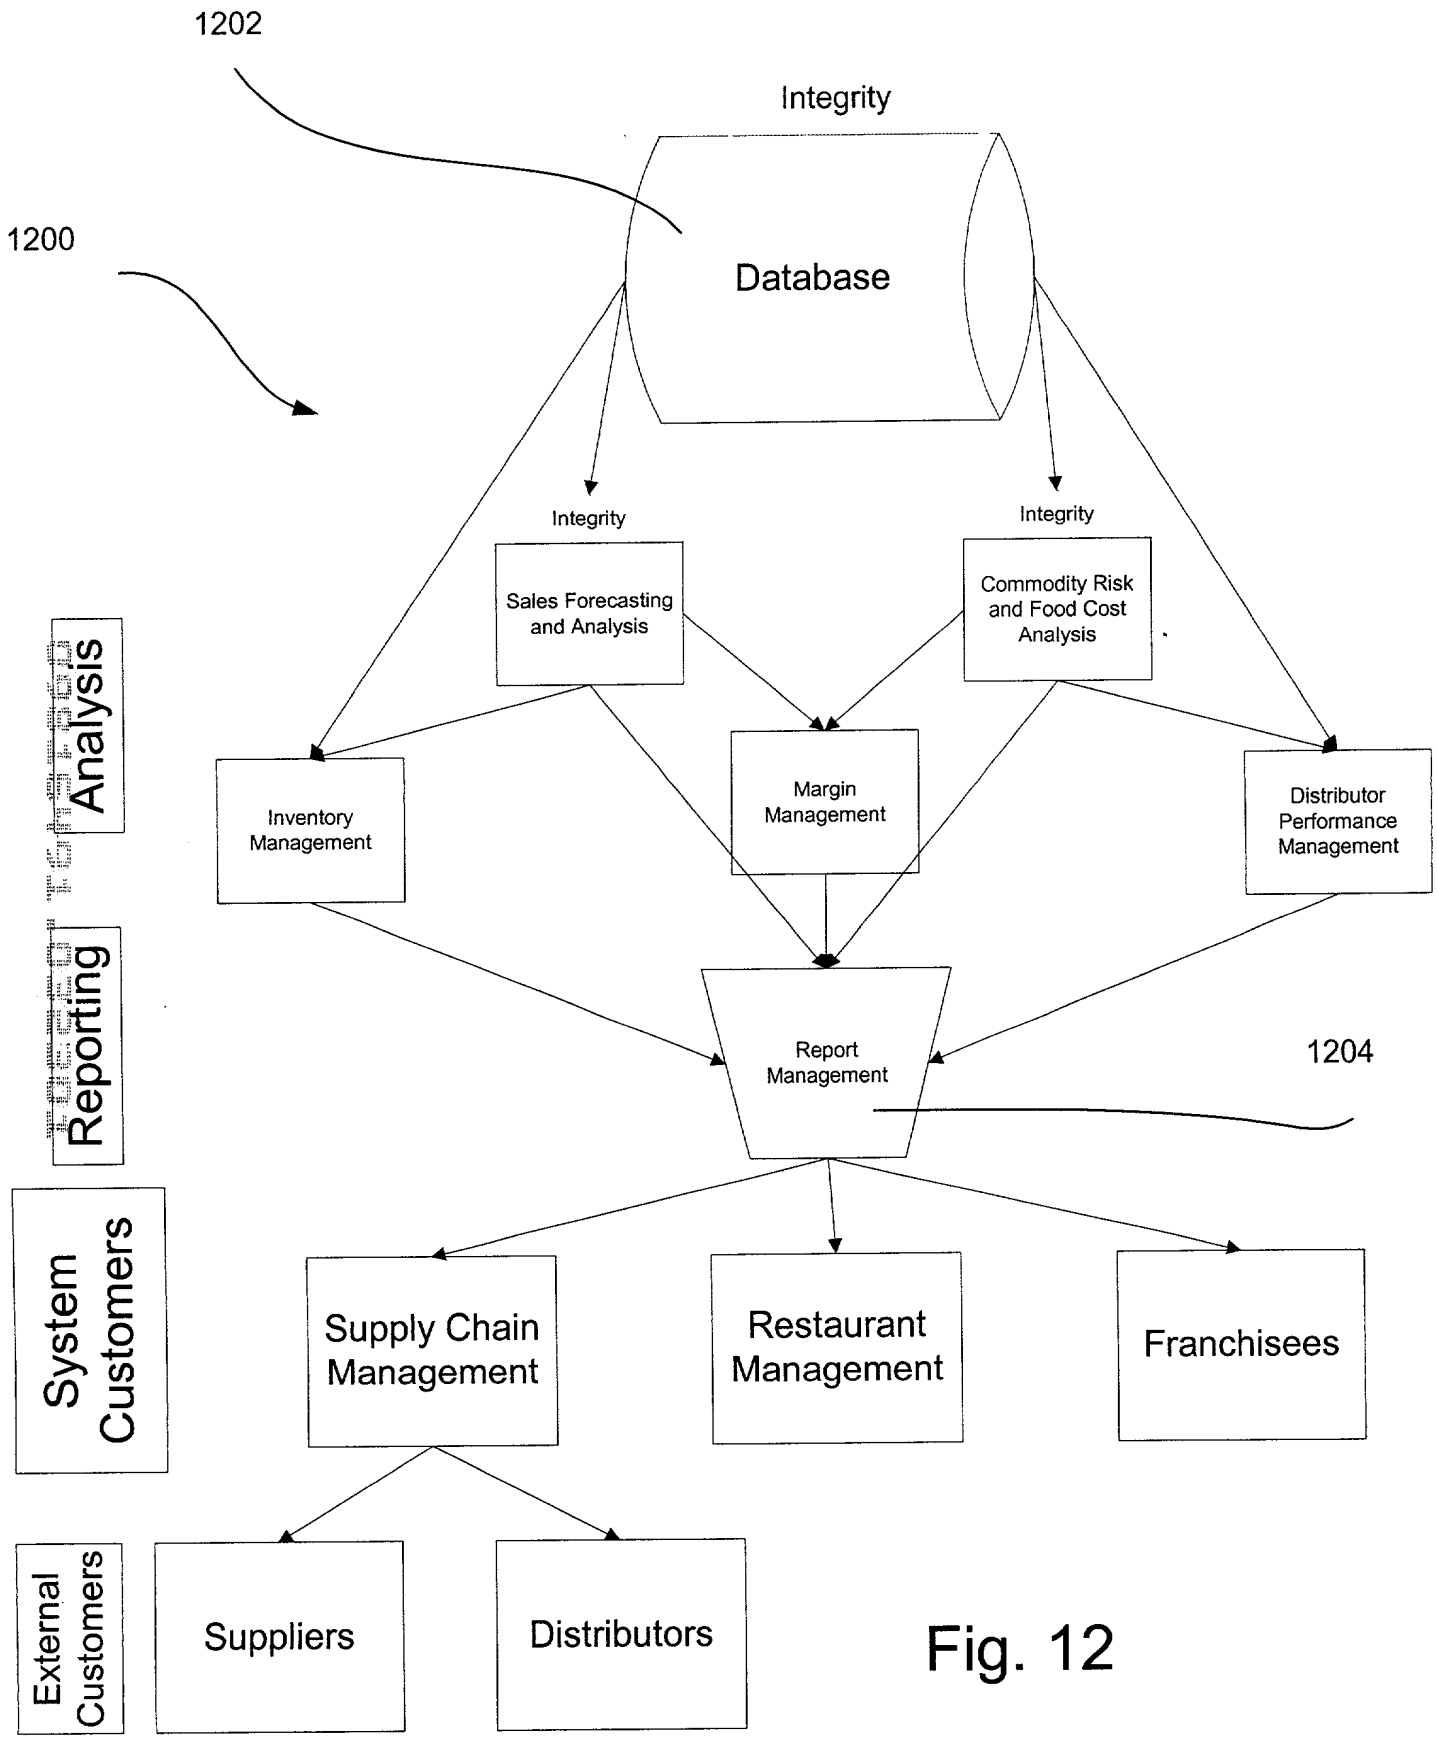 1202
Integrity
1200
Database
Integrity
Integrity
Sales Forecasting
and Analysis
Commodity Risk
and Food Cost
Analysis
Analysis
Inventory
Management
Margin
Management
Distributor
Performance
Management
Reporting
Report
Management
1204
System
Customers
Supply Chain
Management
Restaurant
Management
Franchisees
External
Customers
Suppliers
Distributors
Fig. 12